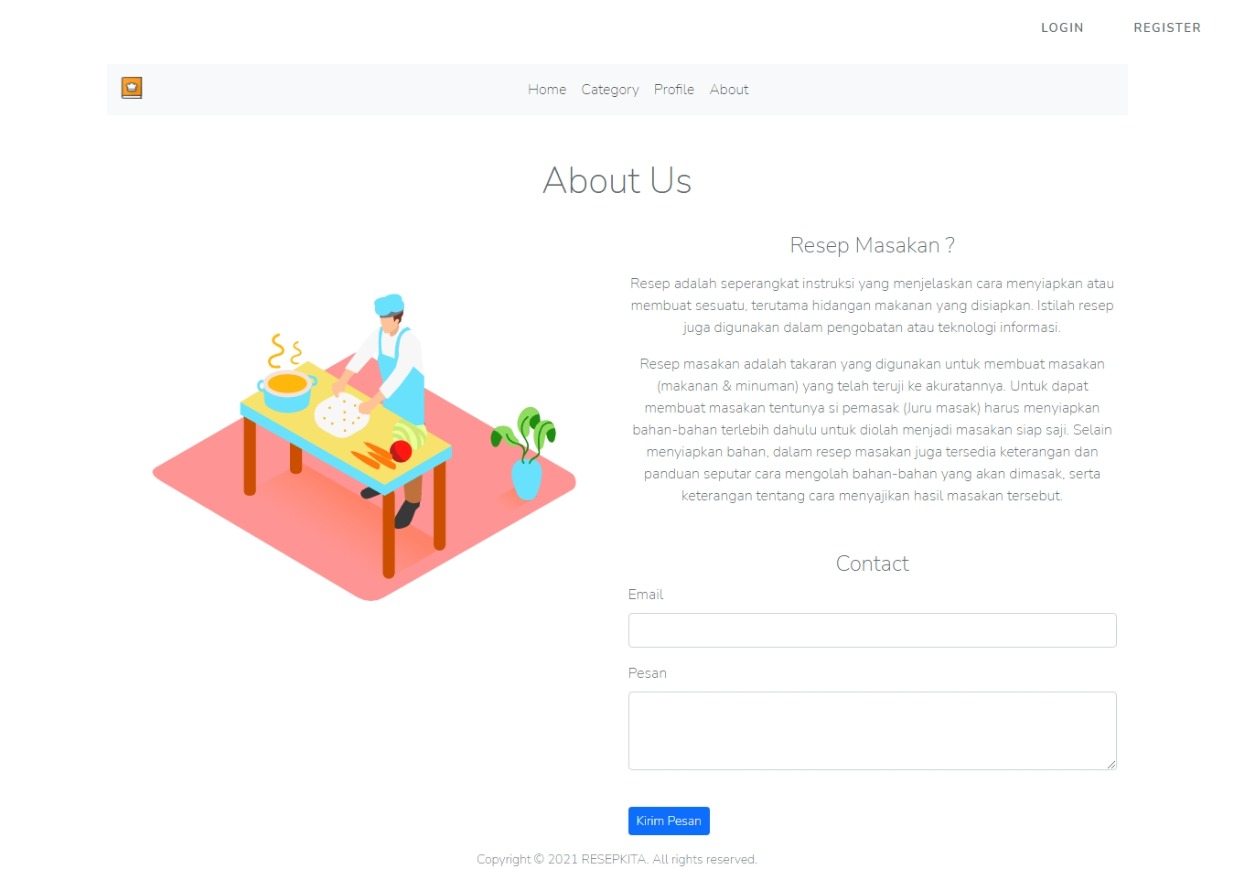 LOGIN REGISTER
Home Category Profile About
About Us
Resep Masakan ?
Resep adalah seperangkat instruksi yang menjelaskan cara menyiapkan atau
membuat sesuatu, terutama hidangan makanan yang disiapkan. Istilah resep
juga digunakan dalam pengobatan atau teknologi informasi.
Resep masakan adalah takaran yang digunakan untuk membuat masakan
(makanan & minuman) yang telah teruji ke akuratannya. Untuk dapat
membuat masakan tentunya si pemasak (Juru masak) harus menyiapkan
bahan-bahan terlebih dahulu untuk diolah menjadi masakan siap saji. Selain
menyiapkan bahan, dalam resep masakan juga tersedia keterangan dan
panduan seputar cara mengolah bahan-bahan yang akan dimasak, serta
keterangan tentang cara menyajikan hasil masakan tersebut.
Contact
Email
Pesan
Kirim Pesan
Copyright © 2021 RESEPKITA. All rights reserved.